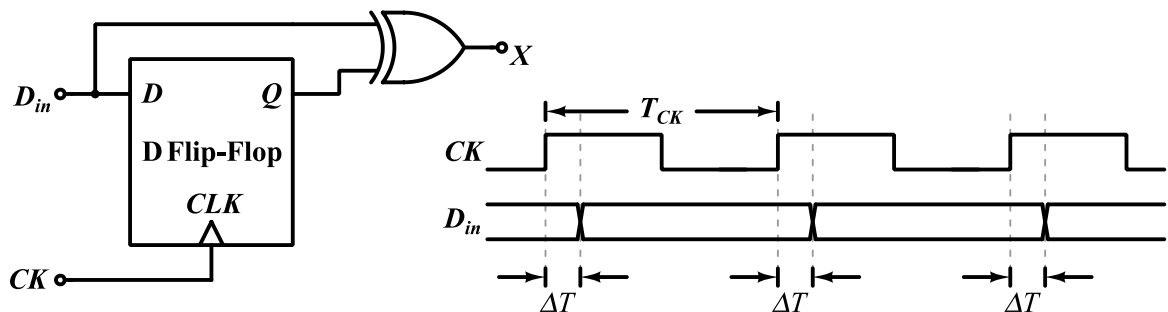 X
D_in
D
Q
D Flip-Flop
CLK
CK
T_CK
CK
D_in
ΔT
ΔT
ΔT